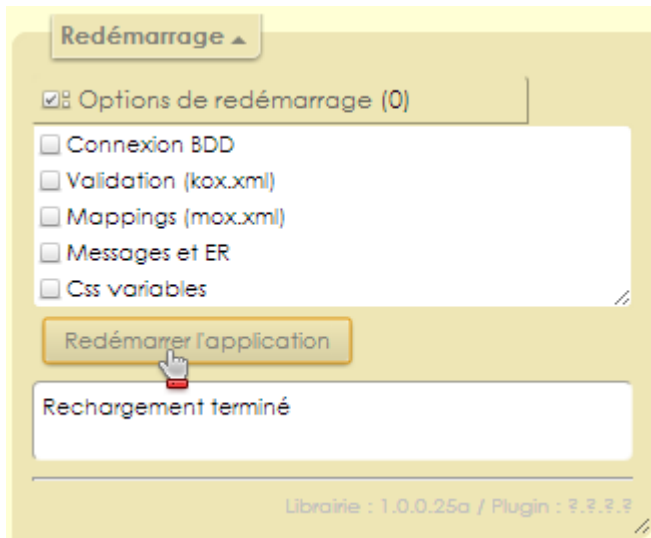 Redémarrage
Options de redémarrage (0)
Connexion BDD
Validation (kox.xml)
Mappings (mox.xml)
Messages et ER
Css variables
Redémarrer l'application
Rechargement terminé
Librairie : 1.0.0.25a / Plugin : ?.?.?.?